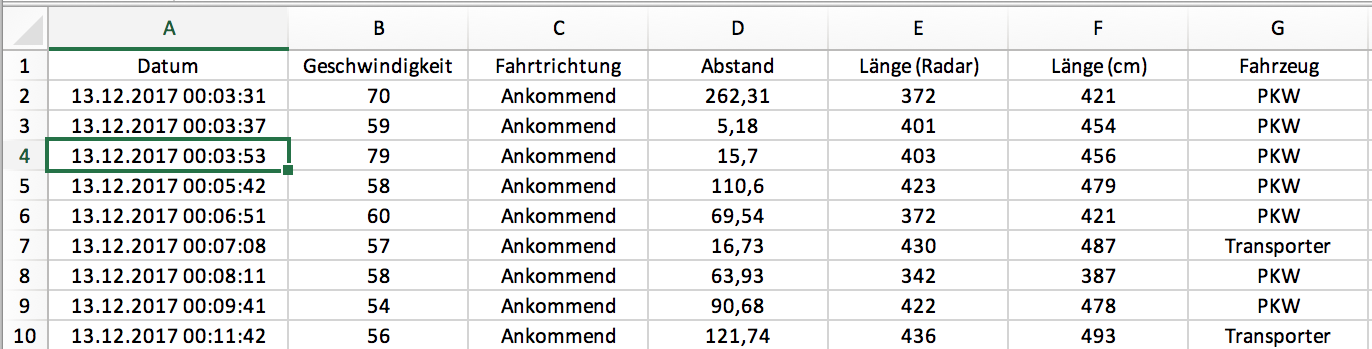 A B C D E F G
1 Datum Geschwindigkeit Fahrtrichtung Abstand Länge (Radar) Länge (cm) Fahrzeug
2 13.12.2017 00:03:31 70 Ankommend 262,31 372 421 PKW
3 13.12.2017 00:03:37 59 Ankommend 5,18 401 454 PKW
4 13.12.2017 00:03:53 79 Ankommend 15,7 403 456 PKW
5 13.12.2017 00:05:42 58 Ankommend 110,6 423 479 PKW
6 13.12.2017 00:06:51 60 Ankommend 69,54 372 421 PKW
7 13.12.2017 00:07:08 57 Ankommend 16,73 430 487 Transporter
8 13.12.2017 00:08:11 58 Ankommend 63,93 342 387 PKW
9 13.12.2017 00:09:41 54 Ankommend 90,68 422 478 PKW
10 13.12.2017 00:11:42 56 Ankommend 121,74 436 493 Transporter